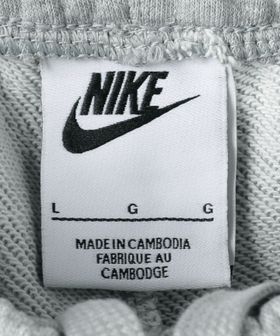 NIKE
L G G
MADE IN CAMBODIA
FABRIQUE AU
CAMBODGE